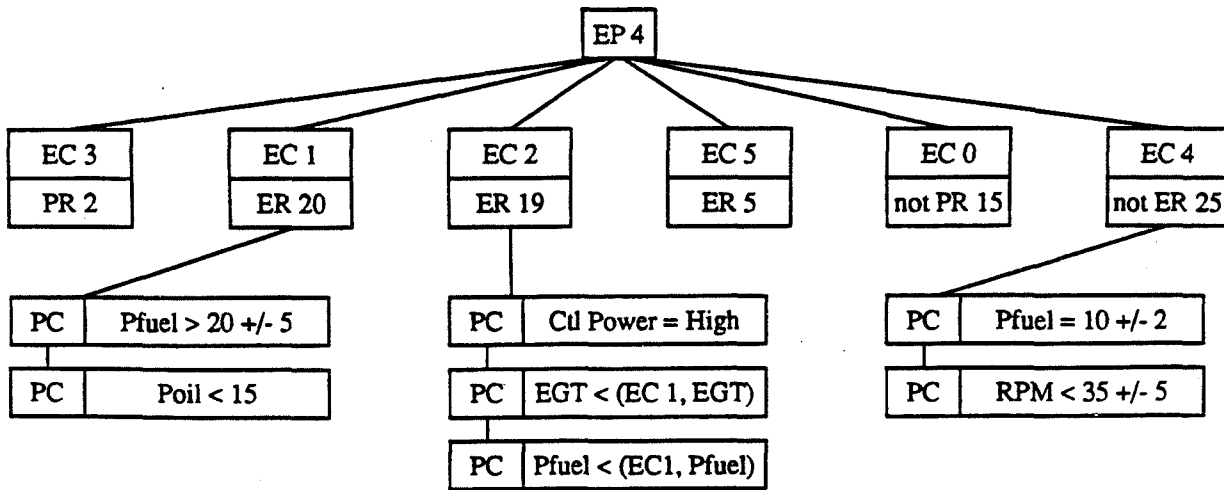 EP 4
EC 3
EC 1
EC 2
EC 5
EC 0
EC 4
PR 2
ER 20
ER 19
ER 5
not PR 15
not ER 25
PC Pfuel > 20 +/- 5
PC Ctl Power = High
PC Pfuel = 10 +/- 2
PC Poil < 15
PC EGT < (EC 1, EGT)
PC RPM < 35 +/- 5
PC Pfuel < (EC1, Pfuel)